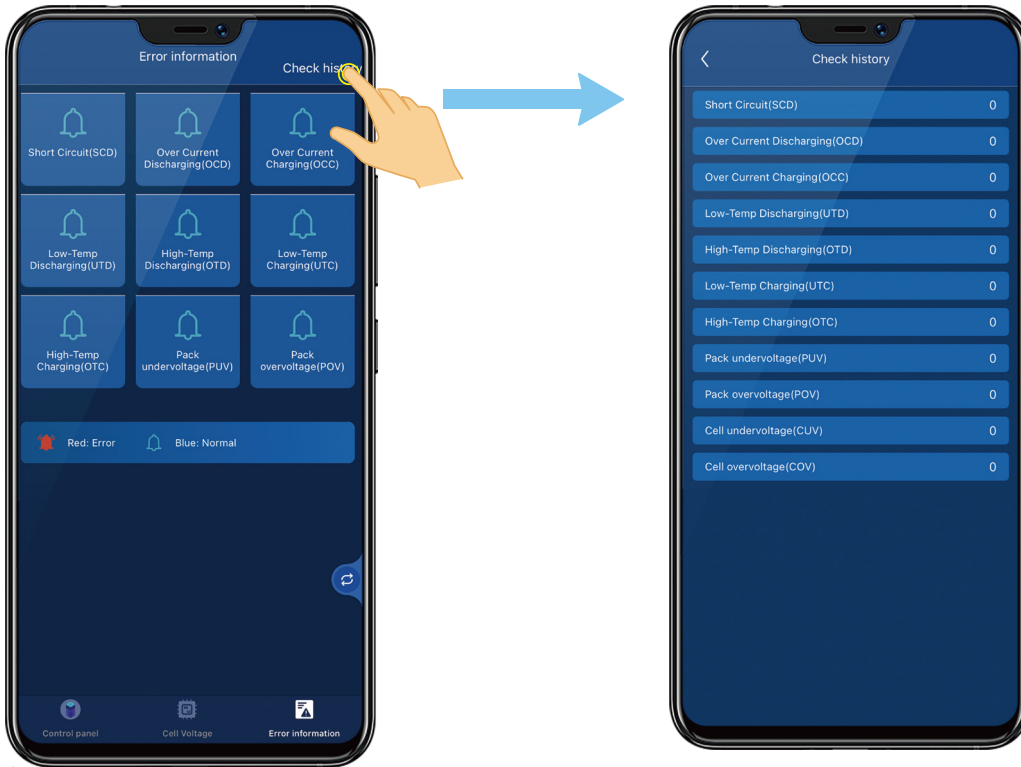 Error information
Check history
Short Circuit(SCD)
Over Current
Discharging(OCD)
Over Current
Charging(OCC)
Low-Temp
Discharging(UTD)
High-Temp
Discharging(OTD)
Low-Temp
Charging(UTC)
High-Temp
Charging(OTC)
Pack
undervoltage(PUV)
Pack
overvoltage(POV)
Red: Error
Blue: Normal
Control panel
Cell Voltage
Error information
Check history
Short Circuit(SCD) 0
Over Current Discharging(OCD) 0
Over Current Charging(OCC) 0
Low-Temp Discharging(UTD) 0
High-Temp Discharging(OTD) 0
Low-Temp Charging(UTC) 0
High-Temp Charging(OTC) 0
Pack undervoltage(PUV) 0
Pack overvoltage(POV) 0
Cell undervoltage(CUV) 0
Cell overvoltage(COV) 0